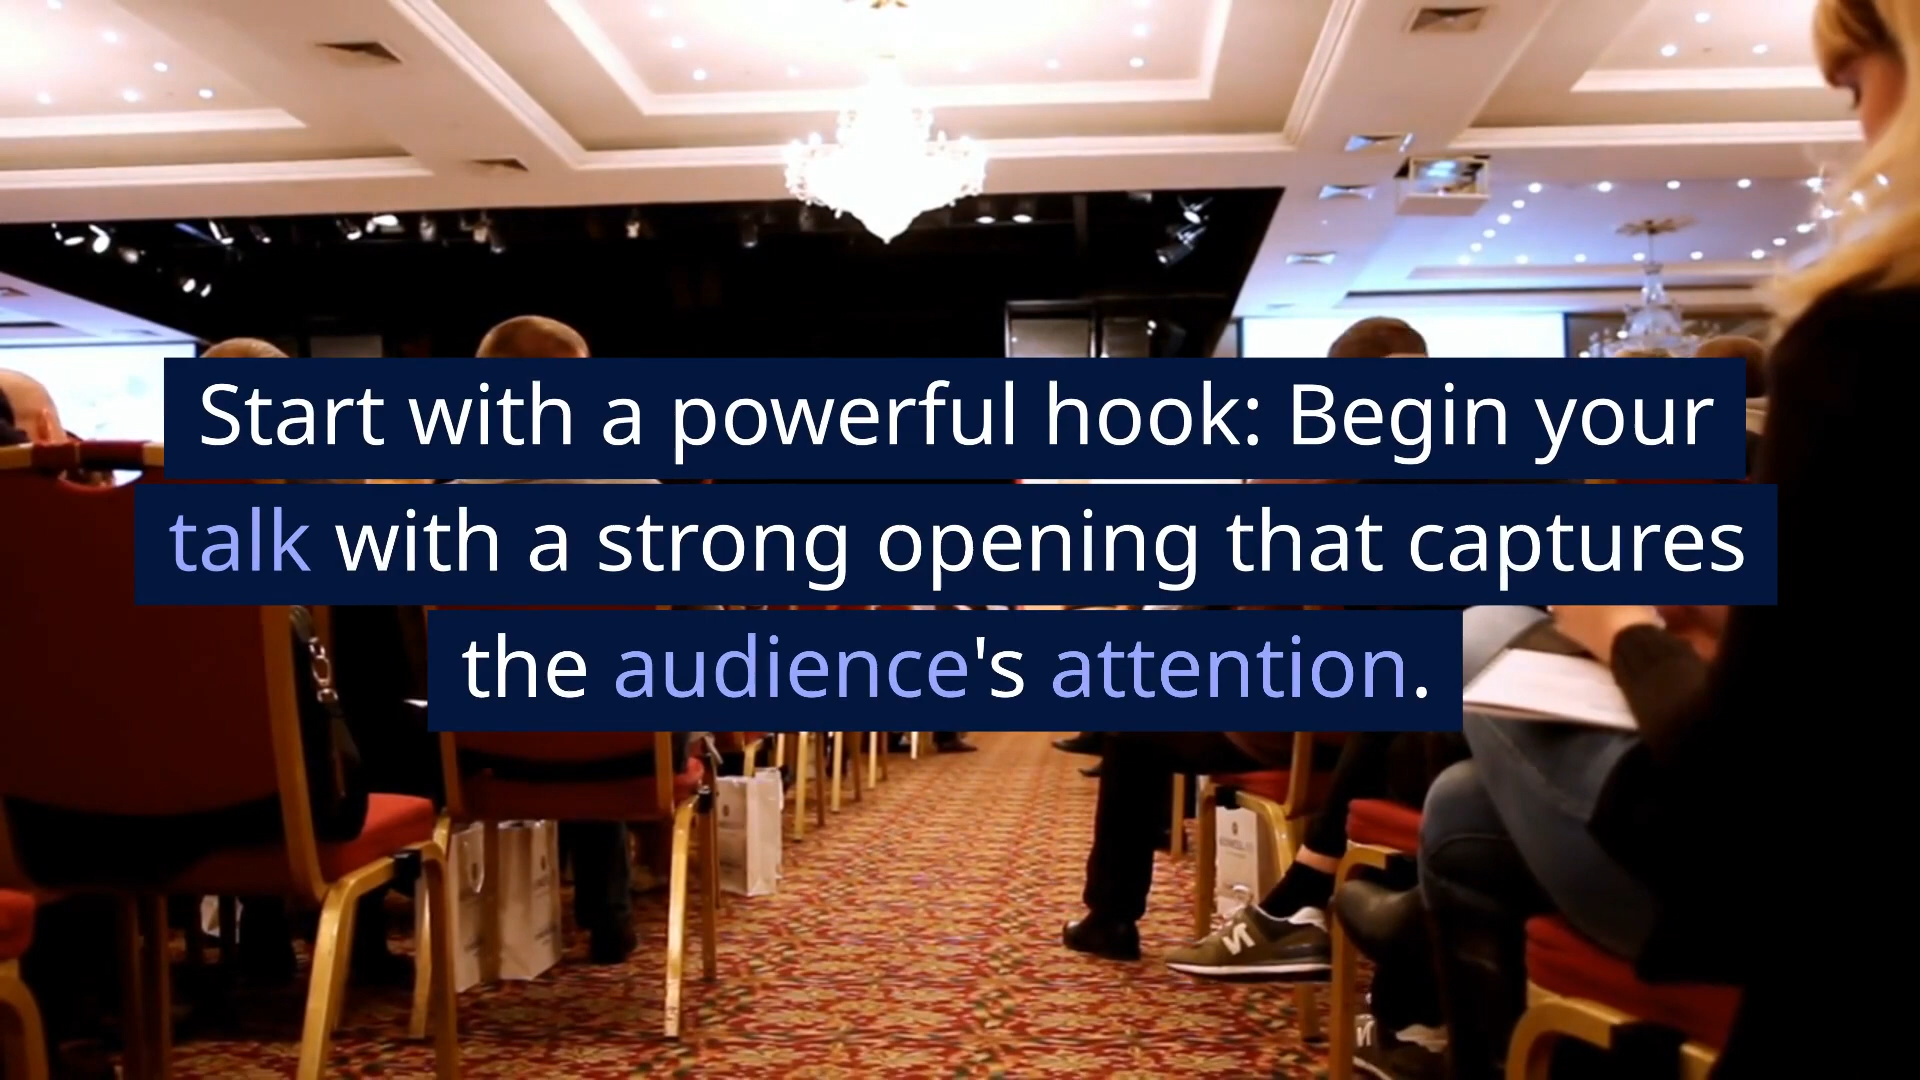 Start with a powerful hook: Begin your
talk with a strong opening that captures
the audience's attention.